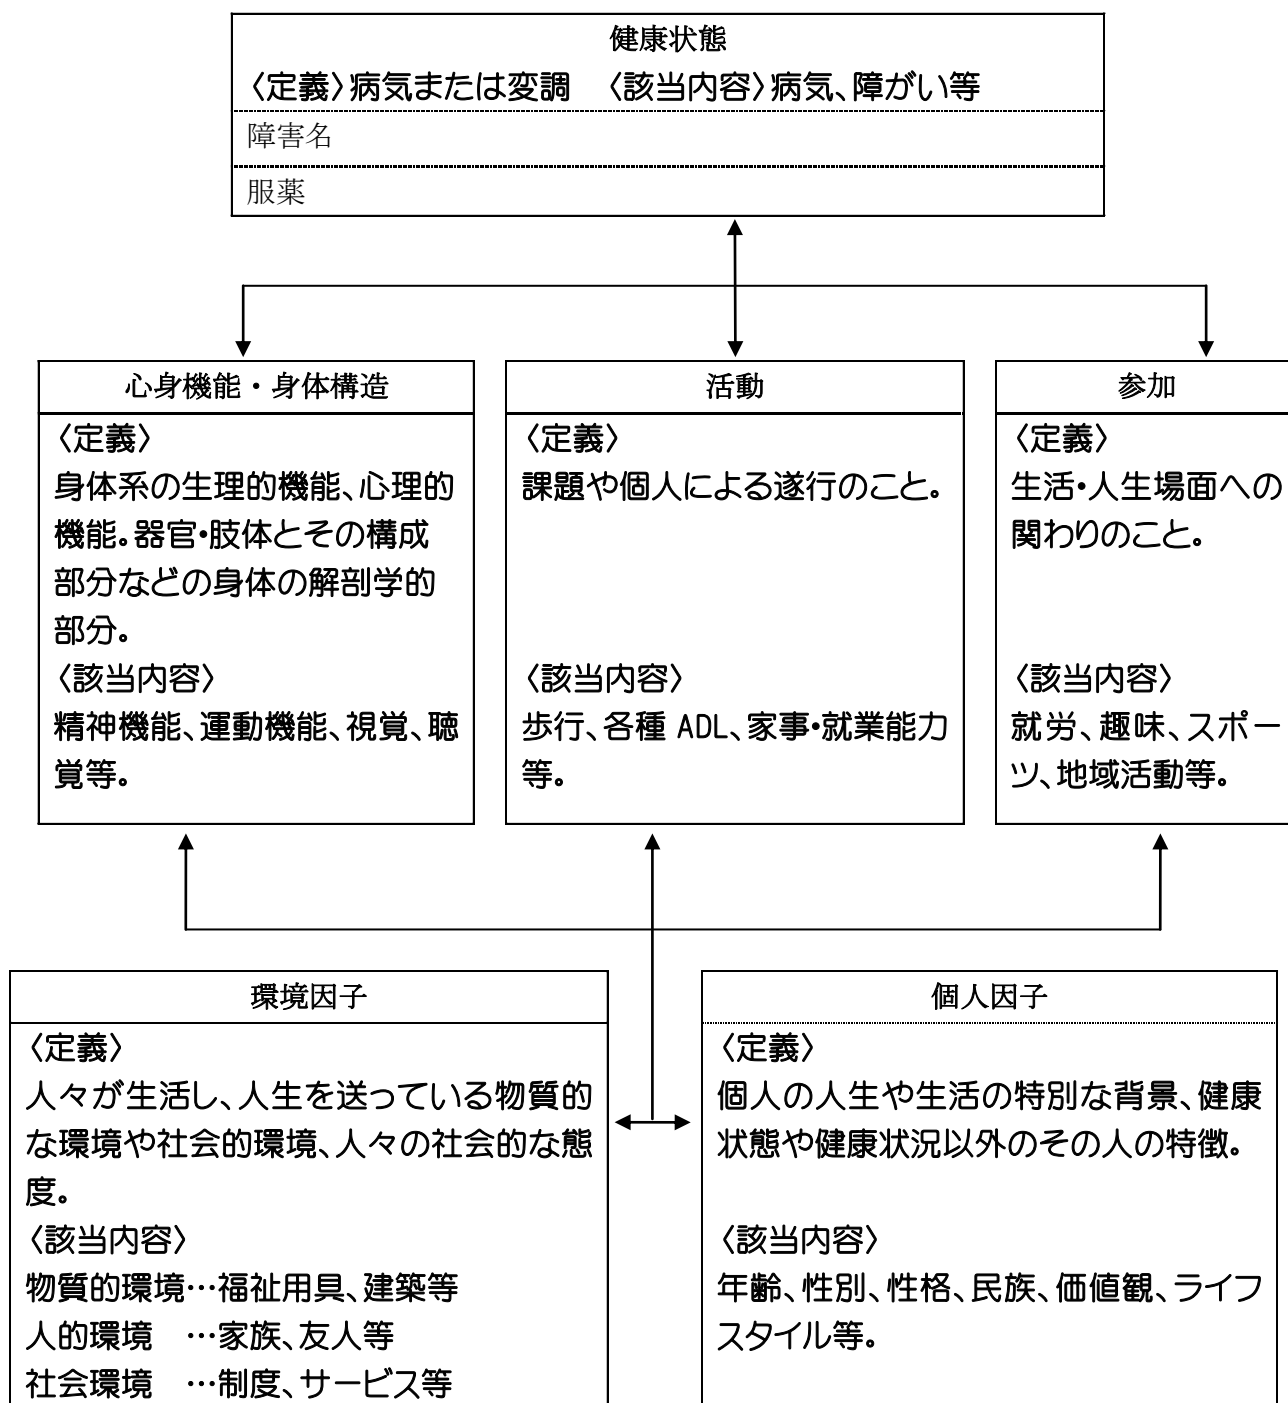 健康状態
〈定義〉病気または変調　〈該当内容〉病気、障がい等
障害名
服薬
心身機能・身体構造
〈定義〉
身体系の生理的機能、心理的
機能。器官・肢体とその構成
部分などの身体の解剖学的
部分。
〈該当内容〉
精神機能、運動機能、視覚、聴
覚等。
活動
〈定義〉
課題や個人による遂行のこと。
〈該当内容〉
歩行、各種 ADL、家事・就業能力
等。
参加
〈定義〉
生活・人生場面への
関わりのこと。
〈該当内容〉
就労、趣味、スポー
ツ、地域活動等。
環境因子
〈定義〉
人々が生活し、人生を送っている物質的
な環境や社会的環境、人々の社会的な態
度。
〈該当内容〉
物質的環境…福祉用具、建築等
人的環境　…家族、友人等
社会環境　…制度、サービス等
個人因子
〈定義〉
個人の人生や生活の特別な背景、健康
状態や健康状況以外のその人の特徴。
〈該当内容〉
年齢、性別、性格、民族、価値観、ライフ
スタイル等。